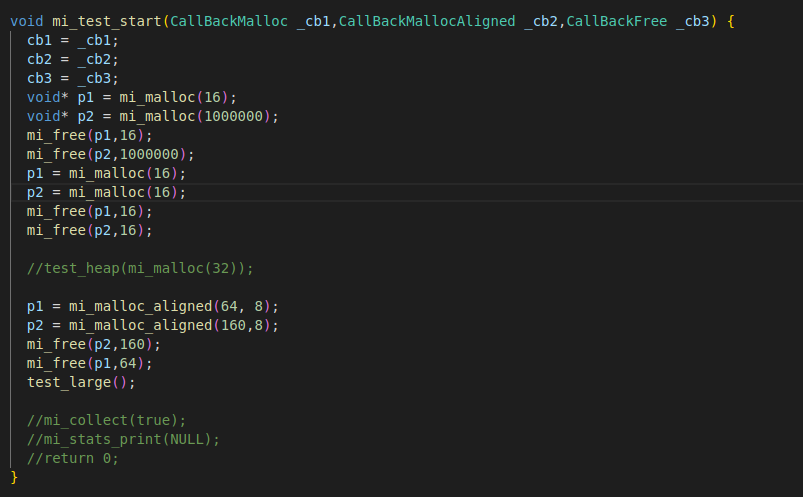 void mi_test_start(CallBackMalloc _cb1,CallBackMallocAligned _cb2,CallBackFree _cb3) {
  cb1 = _cb1;
  cb2 = _cb2;
  cb3 = _cb3;
  void* p1 = mi_malloc(16);
  void* p2 = mi_malloc(1000000);
  mi_free(p1,16);
  mi_free(p2,1000000);
  p1 = mi_malloc(16);
  p2 = mi_malloc(16);
  mi_free(p1,16);
  mi_free(p2,16);

  //test_heap(mi_malloc(32));

  p1 = mi_malloc_aligned(64, 8);
  p2 = mi_malloc_aligned(160,8);
  mi_free(p2,160);
  mi_free(p1,64);
  test_large();

  //mi_collect(true);
  //mi_stats_print(NULL);
  //return 0;
}